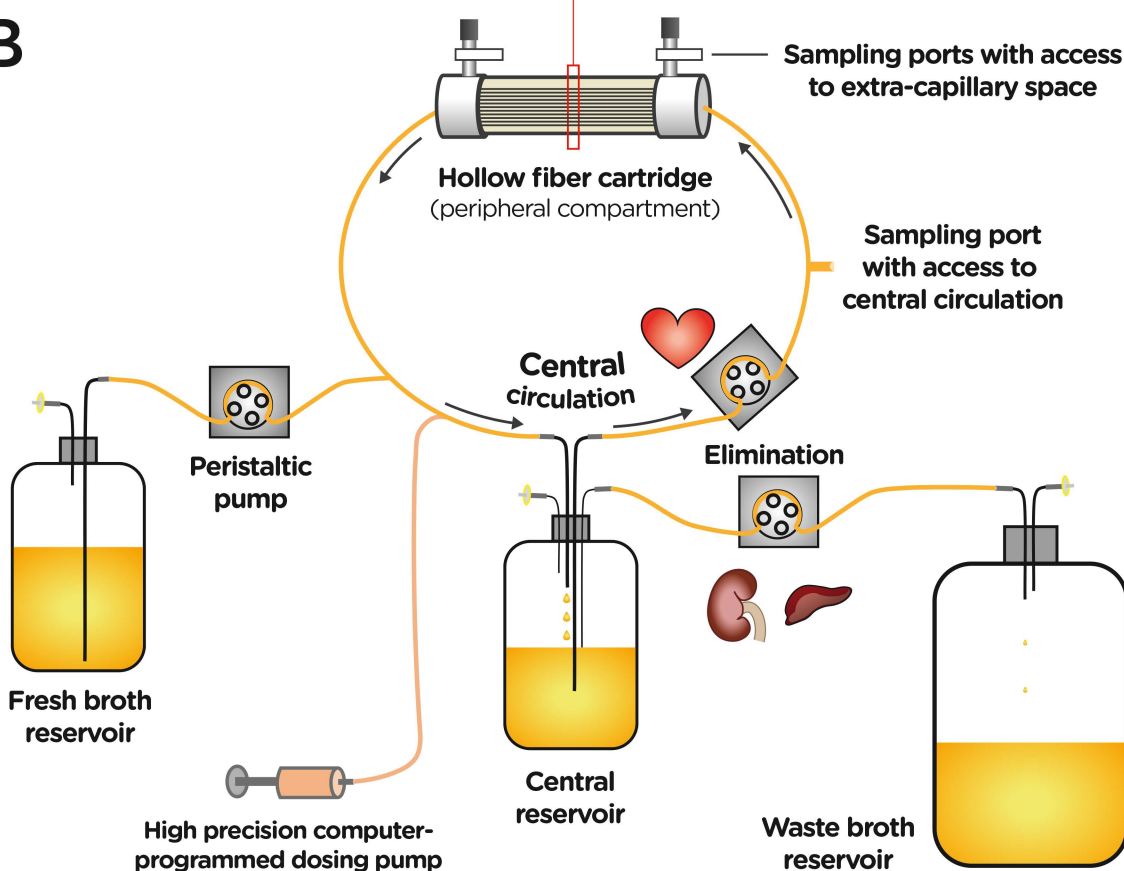 B
Sampling ports with access
to extra-capillary space
Hollow fiber cartridge
(peripheral compartment)
Sampling port
with access to
central circulation
Central
circulation
Peristaltic
pump
Elimination
Fresh broth
reservoir
Central
reservoir
High precision computer-
programmed dosing pump
Waste broth
reservoir